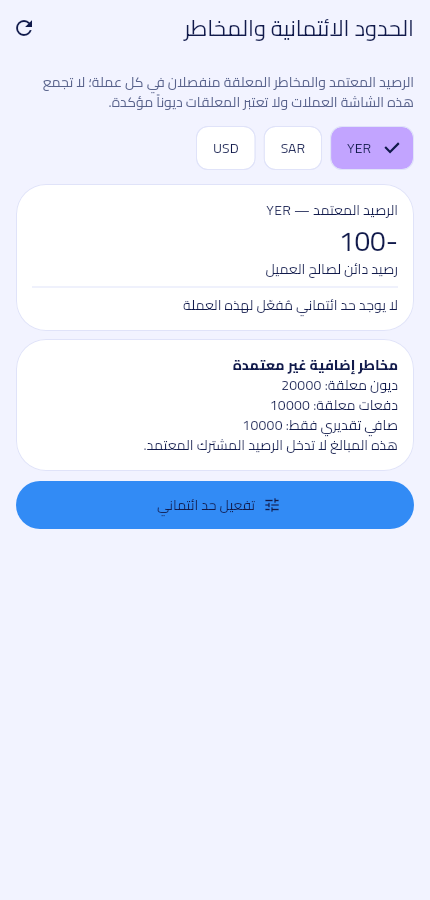 الحدود الائتمانية والمخاطر
الرصيد المعتمد والمخاطر المعلقة منفصلان في كل عملة؛ لا تجمع
هذه الشاشة العملات ولا تعتبر المعلقات ديوناً مؤكدة.
YER
SAR
USD
الرصيد المعتمد — YER
-100
رصيد دائن لصالح العميل
لا يوجد حد ائتماني مُفعّل لهذه العملة
مخاطر إضافية غير معتمدة
ديون معلقة: 20000
دفعات معلقة: 10000
صافي تقديري فقط: 10000
هذه المبالغ لا تدخل الرصيد المشترك المعتمد.
تفعيل حد ائتماني